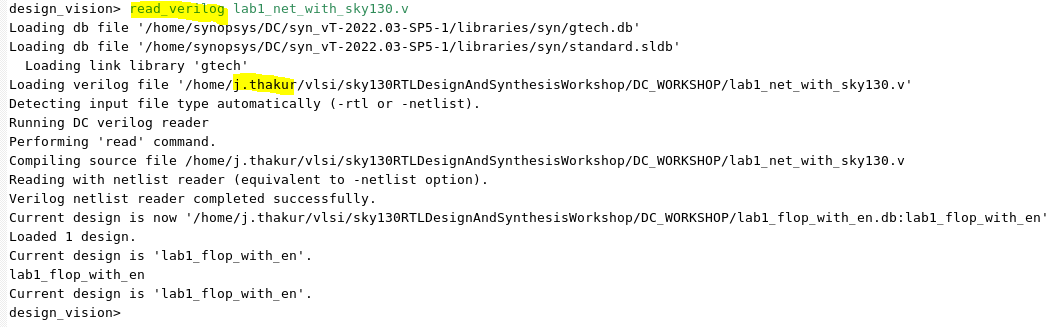 design_vision> read_verilog lab1_net_with_sky130.v
Loading db file '/home/synopsys/DC/syn_vT-2022.03-SP5-1/libraries/syn/gtech.db'
Loading db file '/home/synopsys/DC/syn_vT-2022.03-SP5-1/libraries/syn/standard.sldb'
  Loading link library 'gtech'
Loading verilog file '/home/j.thakur/vlsi/sky130RTLDesignAndSynthesisWorkshop/DC_WORKSHOP/lab1_net_with_sky130.v'
Detecting input file type automatically (-rtl or -netlist).
Running DC verilog reader
Performing 'read' command.
Compiling source file /home/j.thakur/vlsi/sky130RTLDesignAndSynthesisWorkshop/DC_WORKSHOP/lab1_net_with_sky130.v
Reading with netlist reader (equivalent to -netlist option).
Verilog netlist reader completed successfully.
Current design is now '/home/j.thakur/vlsi/sky130RTLDesignAndSynthesisWorkshop/DC_WORKSHOP/lab1_flop_with_en.db:lab1_flop_with_en'
Loaded 1 design.
Current design is 'lab1_flop_with_en'.
lab1_flop_with_en
Current design is 'lab1_flop_with_en'.
design_vision>